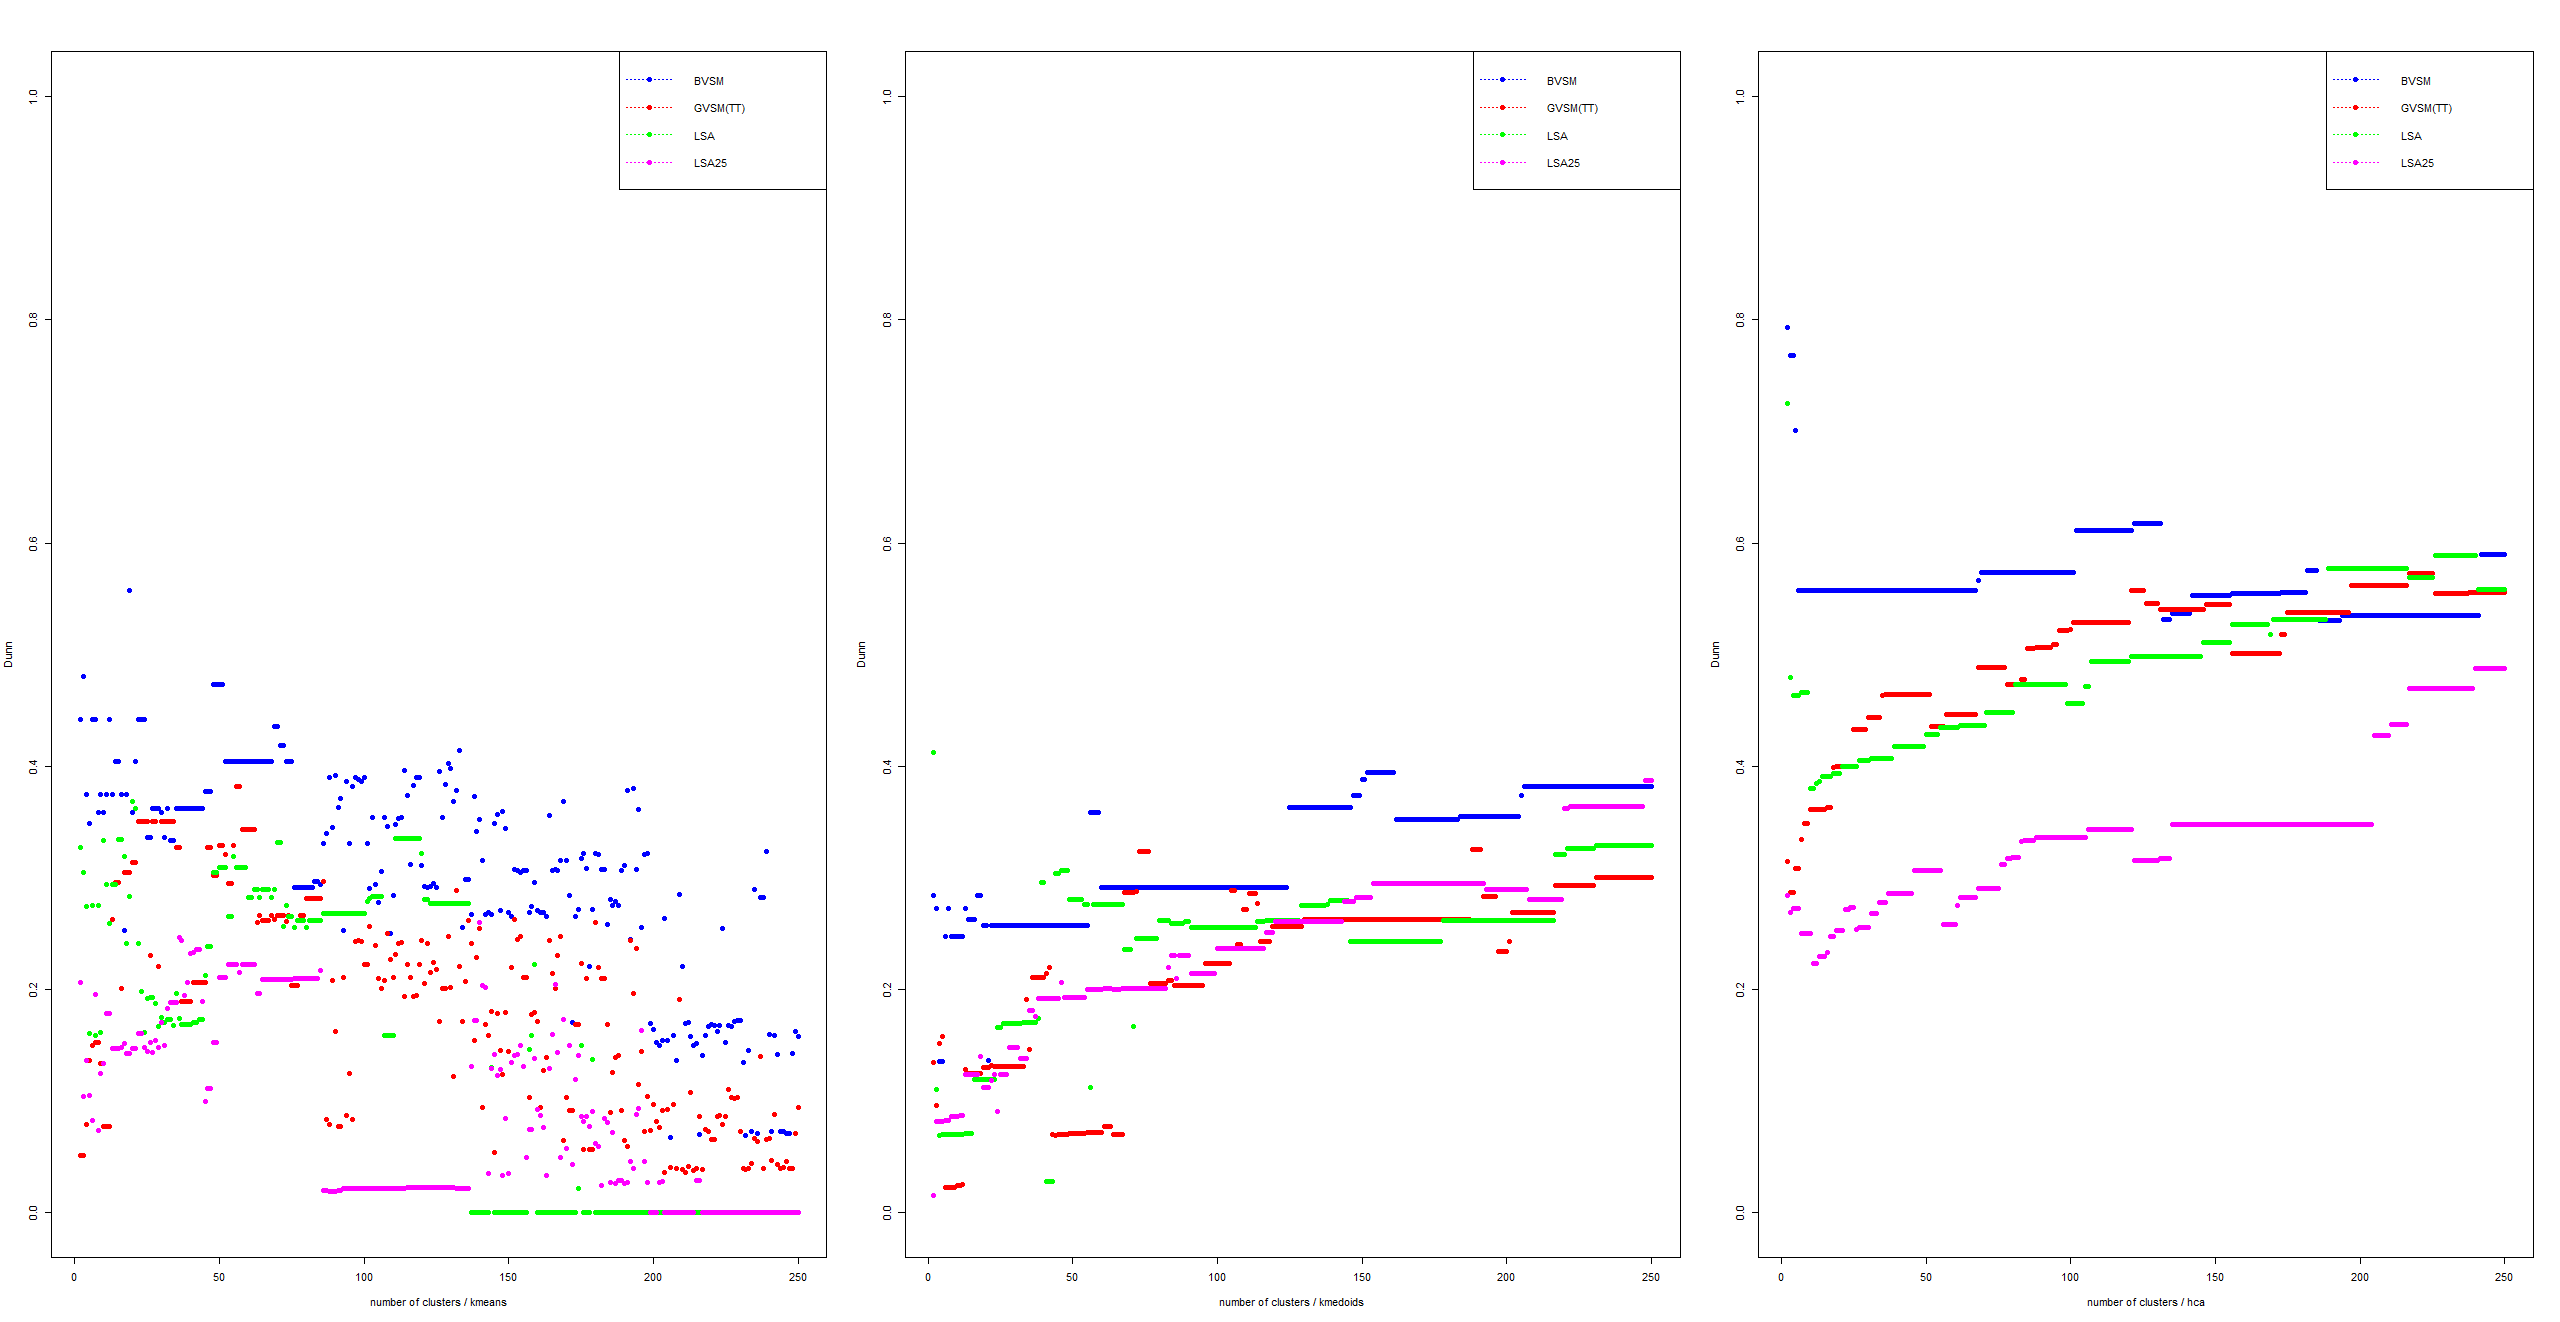 BVSM
GVSM(TT)
LSA
LSA25
Dunn
0.0
0.2
0.4
0.6
0.8
1.0
0
50
100
150
200
250
number of clusters / kmeans
BVSM
GVSM(TT)
LSA
LSA25
Dunn
0.0
0.2
0.4
0.6
0.8
1.0
0
50
100
150
200
250
number of clusters / kmedoids
BVSM
GVSM(TT)
LSA
LSA25
Dunn
0.0
0.2
0.4
0.6
0.8
1.0
0
50
100
150
200
250
number of clusters / hca